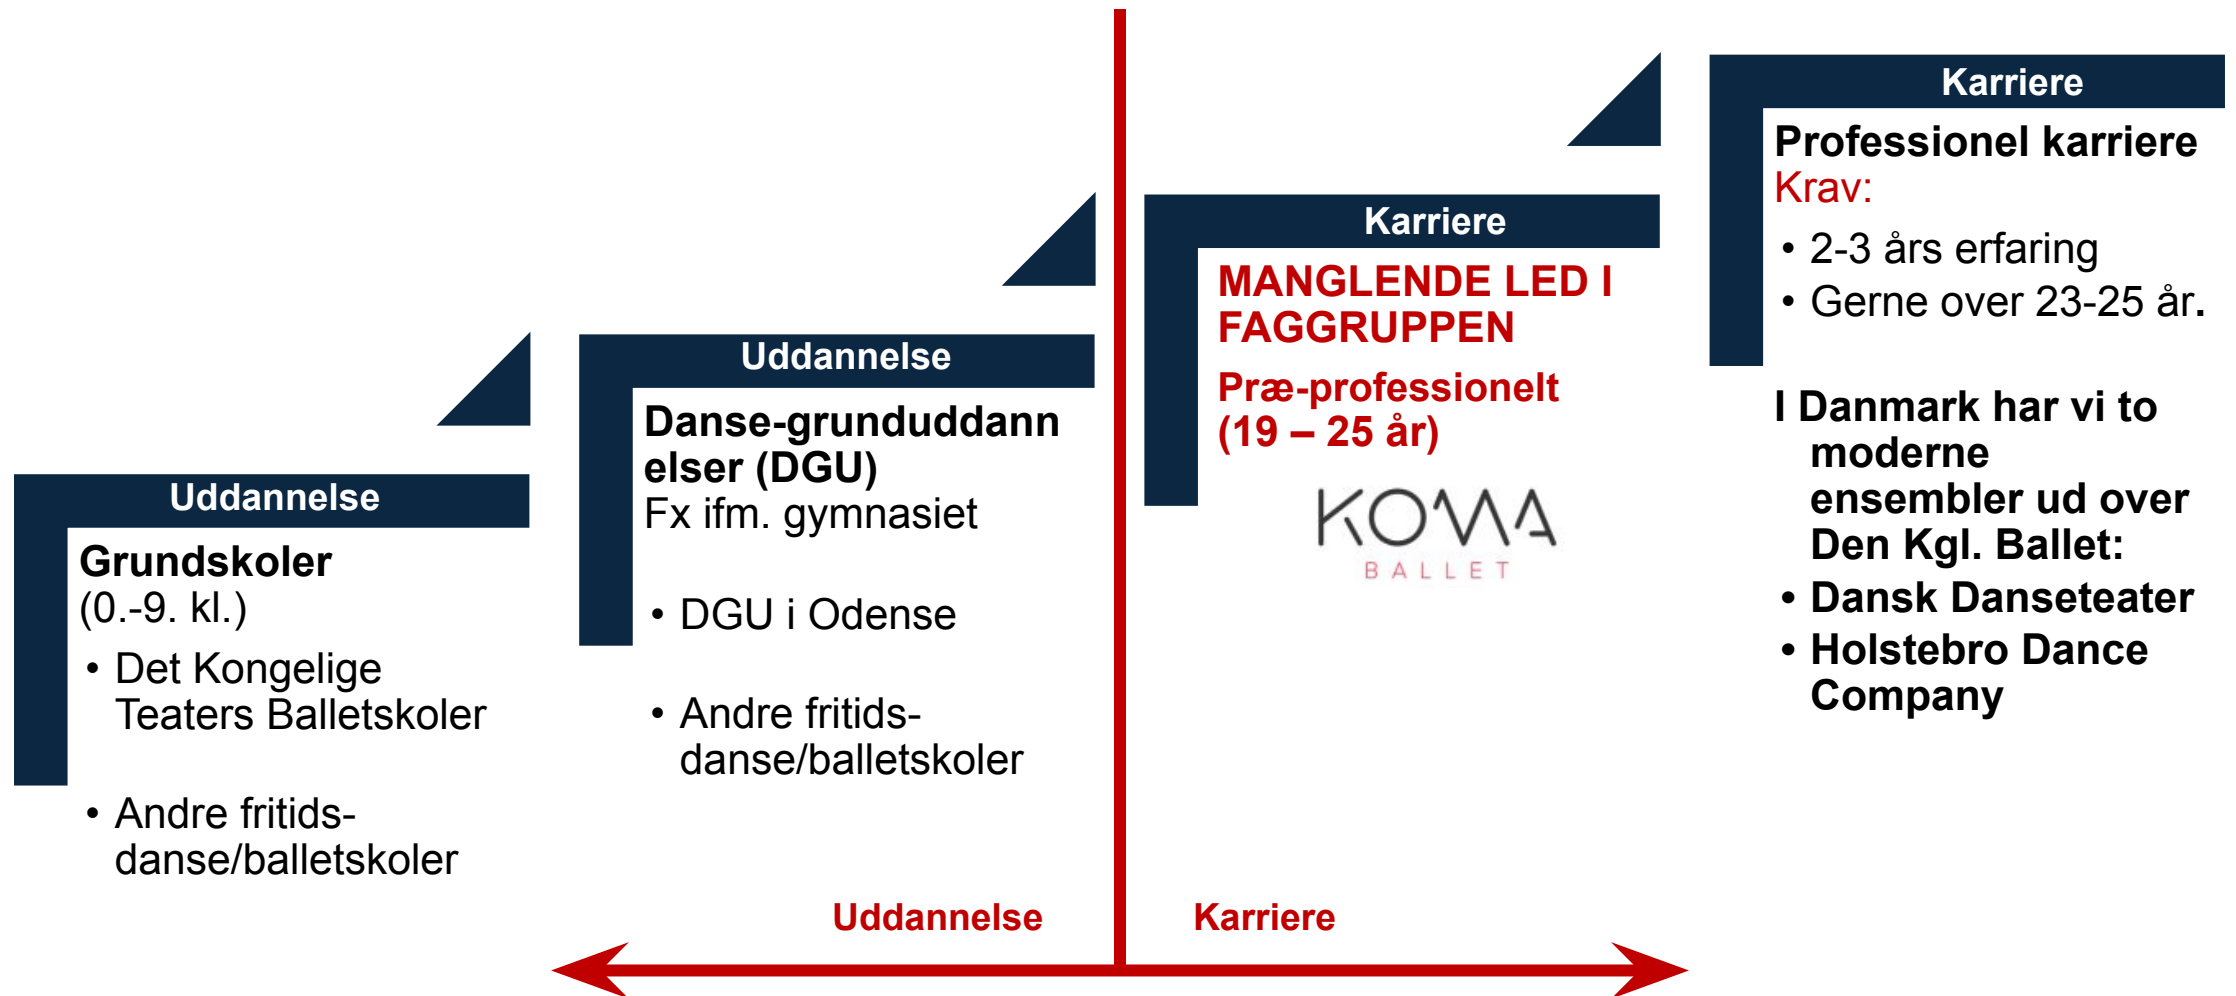 Uddannelse
Grundskoler
(0.-9. kl.)
• Det Kongelige
Teaters Balletskoler
• Andre fritids-
danse/balletskoler
Uddannelse
Danse-grunduddann
elser (DGU)
Fx ifm. gymnasiet
• DGU i Odense
• Andre fritids-
danse/balletskoler
Karriere
MANGLENDE LED I
FAGGRUPPEN
Præ-professionelt
(19 – 25 år)
KOMA
BALLET
Karriere
Professionel karriere
Krav:
• 2-3 års erfaring
• Gerne over 23-25 år.
I Danmark har vi to
moderne
ensembler ud over
Den Kgl. Ballet:
• Dansk Danseteater
• Holstebro Dance
Company
Uddannelse
Karriere